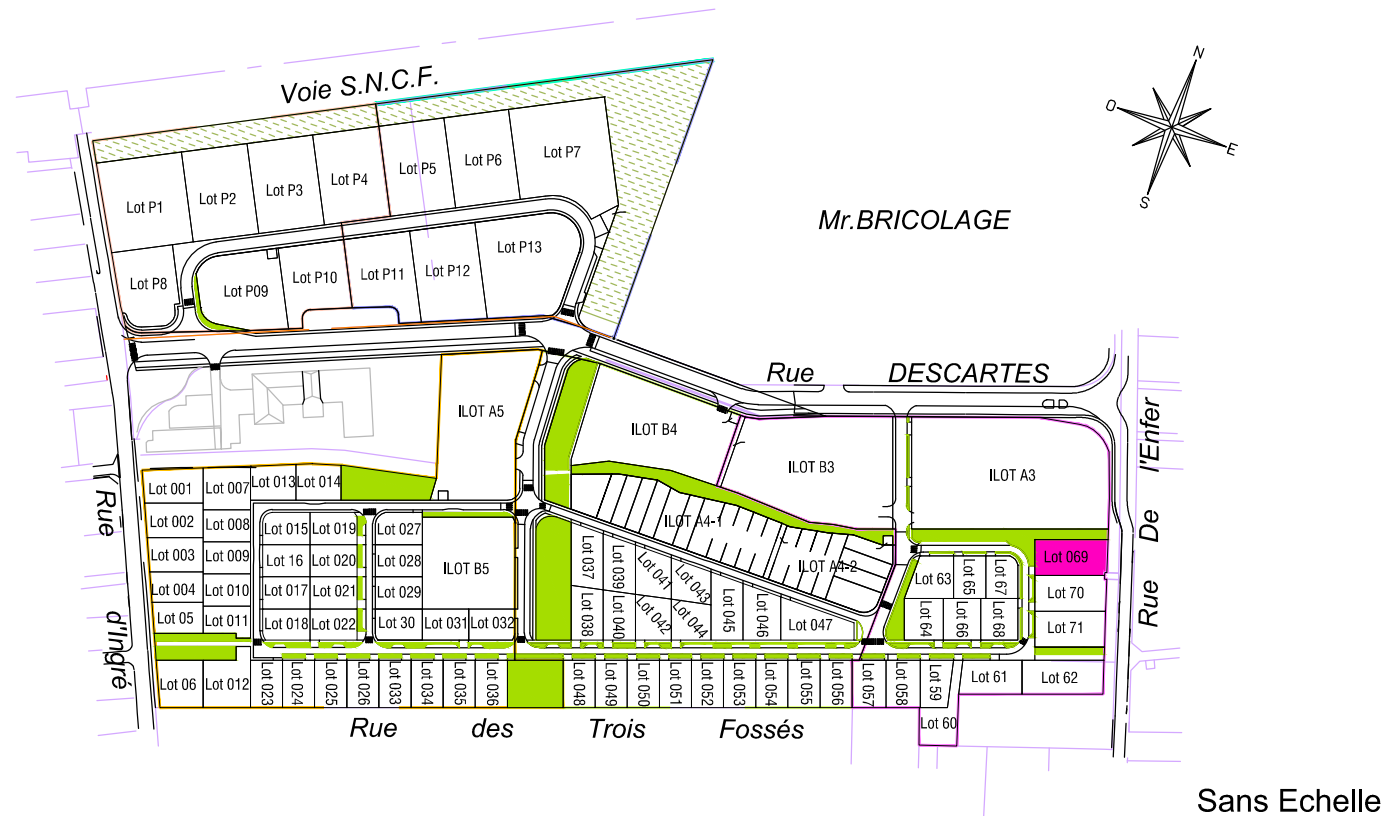 Voie S.N.C.F.
N
O
E
S
Lot P1
Lot P2
Lot P3
Lot P4
Lot P5
Lot P6
Lot P7
Mr.BRICOLAGE
Lot P8
Lot P09
Lot P10
Lot P11
Lot P12
Lot P13
Rue DESCARTES
Rue De l'Enfer
Rue d'Ingré
ILOT A5
ILOT B4
ILOT B3
ILOT A3
Lot 001
Lot 007
Lot 013
Lot 014
Lot 002
Lot 008
Lot 015
Lot 019
Lot 027
ILOT A4-1
Lot 003
Lot 009
Lot 16
Lot 020
Lot 028
ILOT B5
ILOT A4-2
Lot 004
Lot 010
Lot 017
Lot 021
Lot 029
Lot 05
Lot 011
Lot 018
Lot 022
Lot 30
Lot 031
Lot 032
Lot 037
Lot 039
Lot 041
Lot 043
Lot 038
Lot 040
Lot 042
Lot 044
Lot 045
Lot 046
Lot 047
Lot 63
Lot 65
Lot 67
Lot 64
Lot 66
Lot 68
Lot 069
Lot 70
Lot 71
Lot 06
Lot 012
Lot 023
Lot 024
Lot 025
Lot 026
Lot 033
Lot 034
Lot 035
Lot 036
Lot 048
Lot 049
Lot 050
Lot 051
Lot 052
Lot 053
Lot 054
Lot 055
Lot 056
Lot 057
Lot 058
Lot 59
Lot 60
Lot 61
Lot 62
Rue des Trois Fossés
Sans Echelle